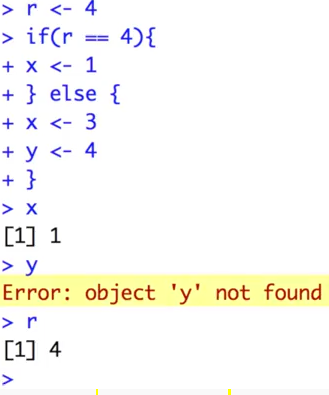 > r <- 4
> if(r == 4){
+ x <- 1
+ } else {
+ x <- 3
+ y <- 4
+ }
> x
[1] 1
> y
Error: object 'y' not found
> r
[1] 4
>